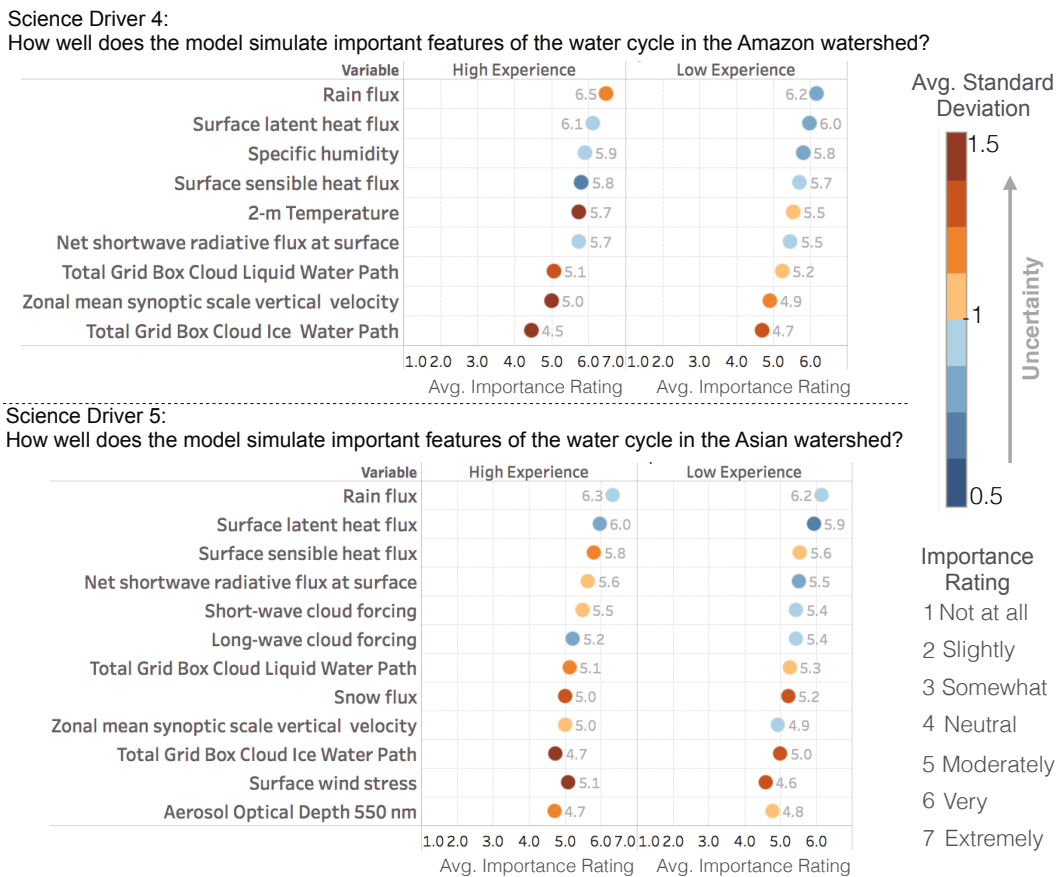 Science Driver 4:
How well does the model simulate important features of the water cycle in the Amazon watershed?
Variable High Experience Low Experience
Rain flux 6.5 6.2
Surface latent heat flux 6.1 6.0
Specific humidity 5.9 5.8
Surface sensible heat flux 5.8 5.7
2-m Temperature 5.7 5.5
Net shortwave radiative flux at surface 5.7 5.5
Total Grid Box Cloud Liquid Water Path 5.1 5.2
Zonal mean synoptic scale vertical velocity 5.0 4.9
Total Grid Box Cloud Ice Water Path 4.5 4.7
1.0 2.0 3.0 4.0 5.0 6.0 7.0 1.0 2.0 3.0 4.0 5.0 6.0
Avg. Importance Rating Avg. Importance Rating
Science Driver 5:
How well does the model simulate important features of the water cycle in the Asian watershed?
Variable High Experience Low Experience
Rain flux 6.3 6.2
Surface latent heat flux 6.0 5.9
Surface sensible heat flux 5.8 5.6
Net shortwave radiative flux at surface 5.6 5.5
Short-wave cloud forcing 5.5 5.4
Long-wave cloud forcing 5.2 5.4
Total Grid Box Cloud Liquid Water Path 5.1 5.3
Snow flux 5.0 5.2
Zonal mean synoptic scale vertical velocity 5.0 4.9
Total Grid Box Cloud Ice Water Path 4.7 5.0
Surface wind stress 5.1 4.6
Aerosol Optical Depth 550 nm 4.7 4.8
1.0 2.0 3.0 4.0 5.0 6.0 7.0 1.0 2.0 3.0 4.0 5.0 6.0
Avg. Importance Rating Avg. Importance Rating
Avg. Standard
Deviation
1.5
1
0.5
Uncertainty
Importance
Rating
1 Not at all
2 Slightly
3 Somewhat
4 Neutral
5 Moderately
6 Very
7 Extremely